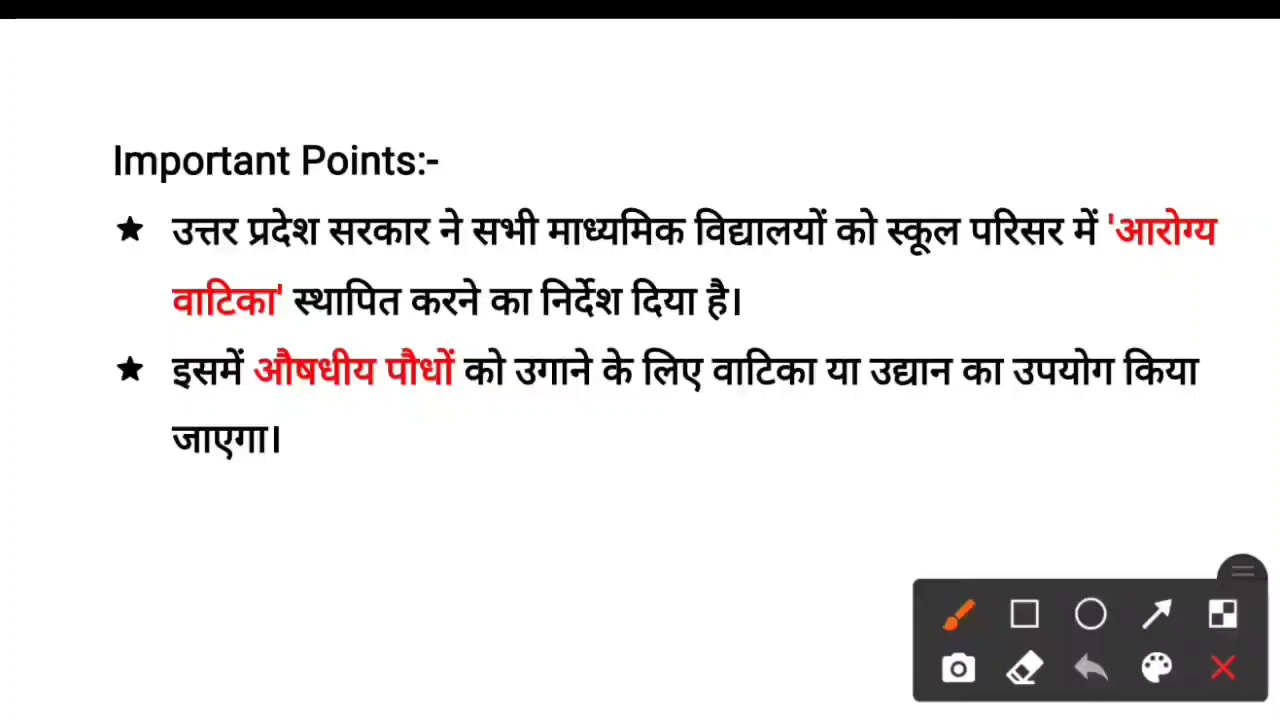 Important Points:-
★ उत्तर प्रदेश सरकार ने सभी माध्यमिक विद्यालयों को स्कूल परिसर में 'आरोग्य
वाटिका' स्थापित करने का निर्देश दिया है।
★ इसमें औषधीय पौधों को उगाने के लिए वाटिका या उद्यान का उपयोग किया
जाएगा।